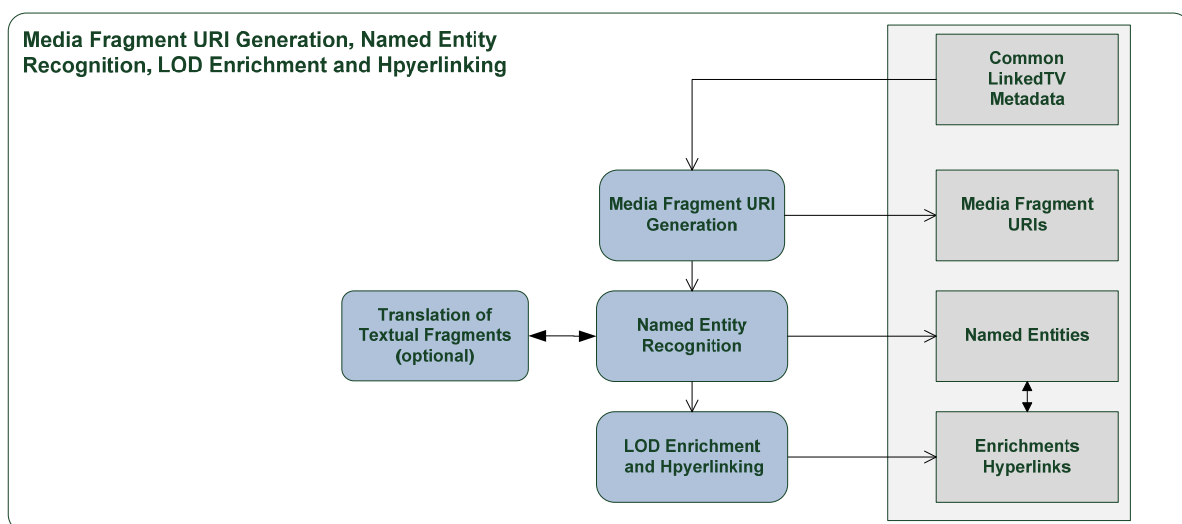 Media Fragment URI Generation, Named Entity
Recognition, LOD Enrichment and Hpyerlinking
Common
LinkedTV
Metadata
Media Fragment URI
Generation
Media Fragment
URIs
Translation of
Textual Fragments
(optional)
Named Entity
Recognition
Named Entities
LOD Enrichment
and Hpyerlinking
Enrichments
Hyperlinks